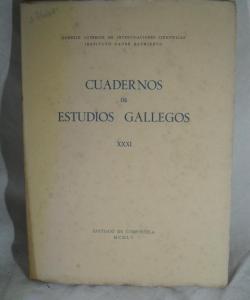 CONSEJO SUPERIOR DE INVESTIGACIONES CIENTIFICAS
INSTITUTO PADRE SARMIENTO
CUADERNOS
DE
ESTUDIOS GALLEGOS
XXXI
SANTIAGO DE COMPOSTELA
MCMLV